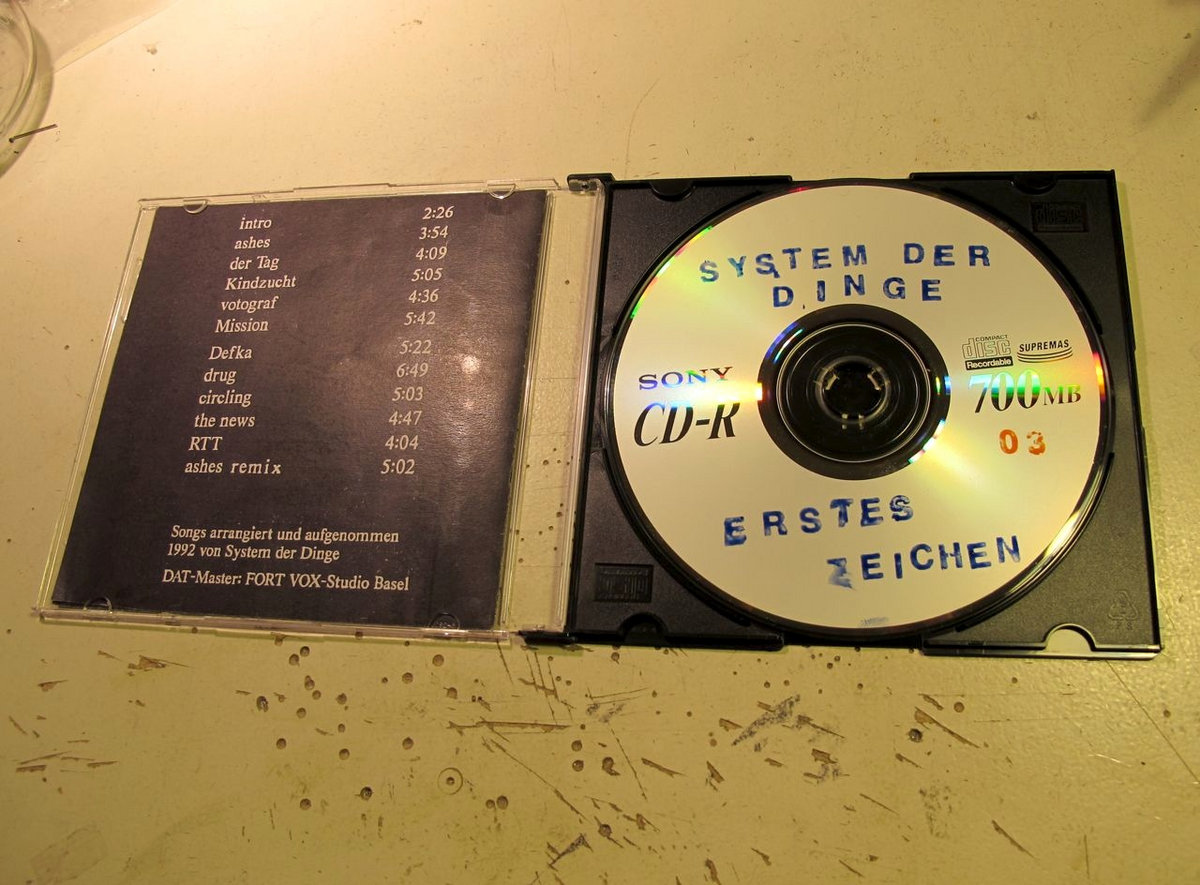 intro 2:26
ashes 3:54
der Tag 4:09
Kindzucht 5:05
votograf 4:36
Mission 5:42
Defka 5:22
drug 6:49
circling 5:03
the news 4:47
RTT 4:04
ashes remix 5:02
Songs arrangiert und aufgenommen
1992 von System der Dinge
DAT-Master: FORT VOX-Studio Basel
SYSTEM DER
DINGE
COMPACT
disc
Recordable
SUPREMAS
SONY
CD-R
700MB
03
ERSTES
ZEICHEN